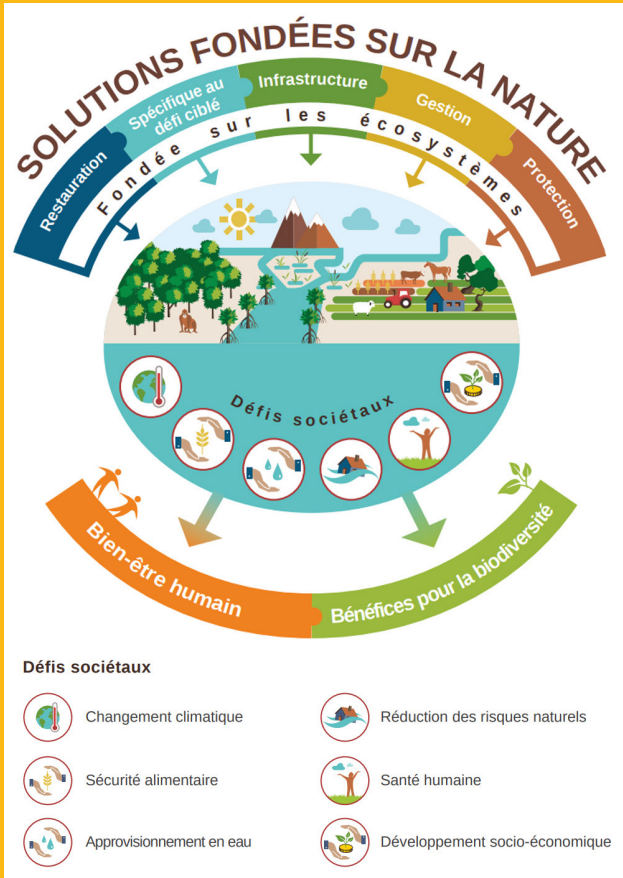 SOLUTIONS FONDÉES SUR LA NATURE
Restauration
Spécifique au
défi ciblé
Infrastructure
Gestion
Protection
Fondée sur les écosystèmes
Défis sociétaux
Bien-être humain
Bénéfices pour la biodiversité
Défis sociétaux
Changement climatique
Réduction des risques naturels
Sécurité alimentaire
Santé humaine
Approvisionnement en eau
Développement socio-économique